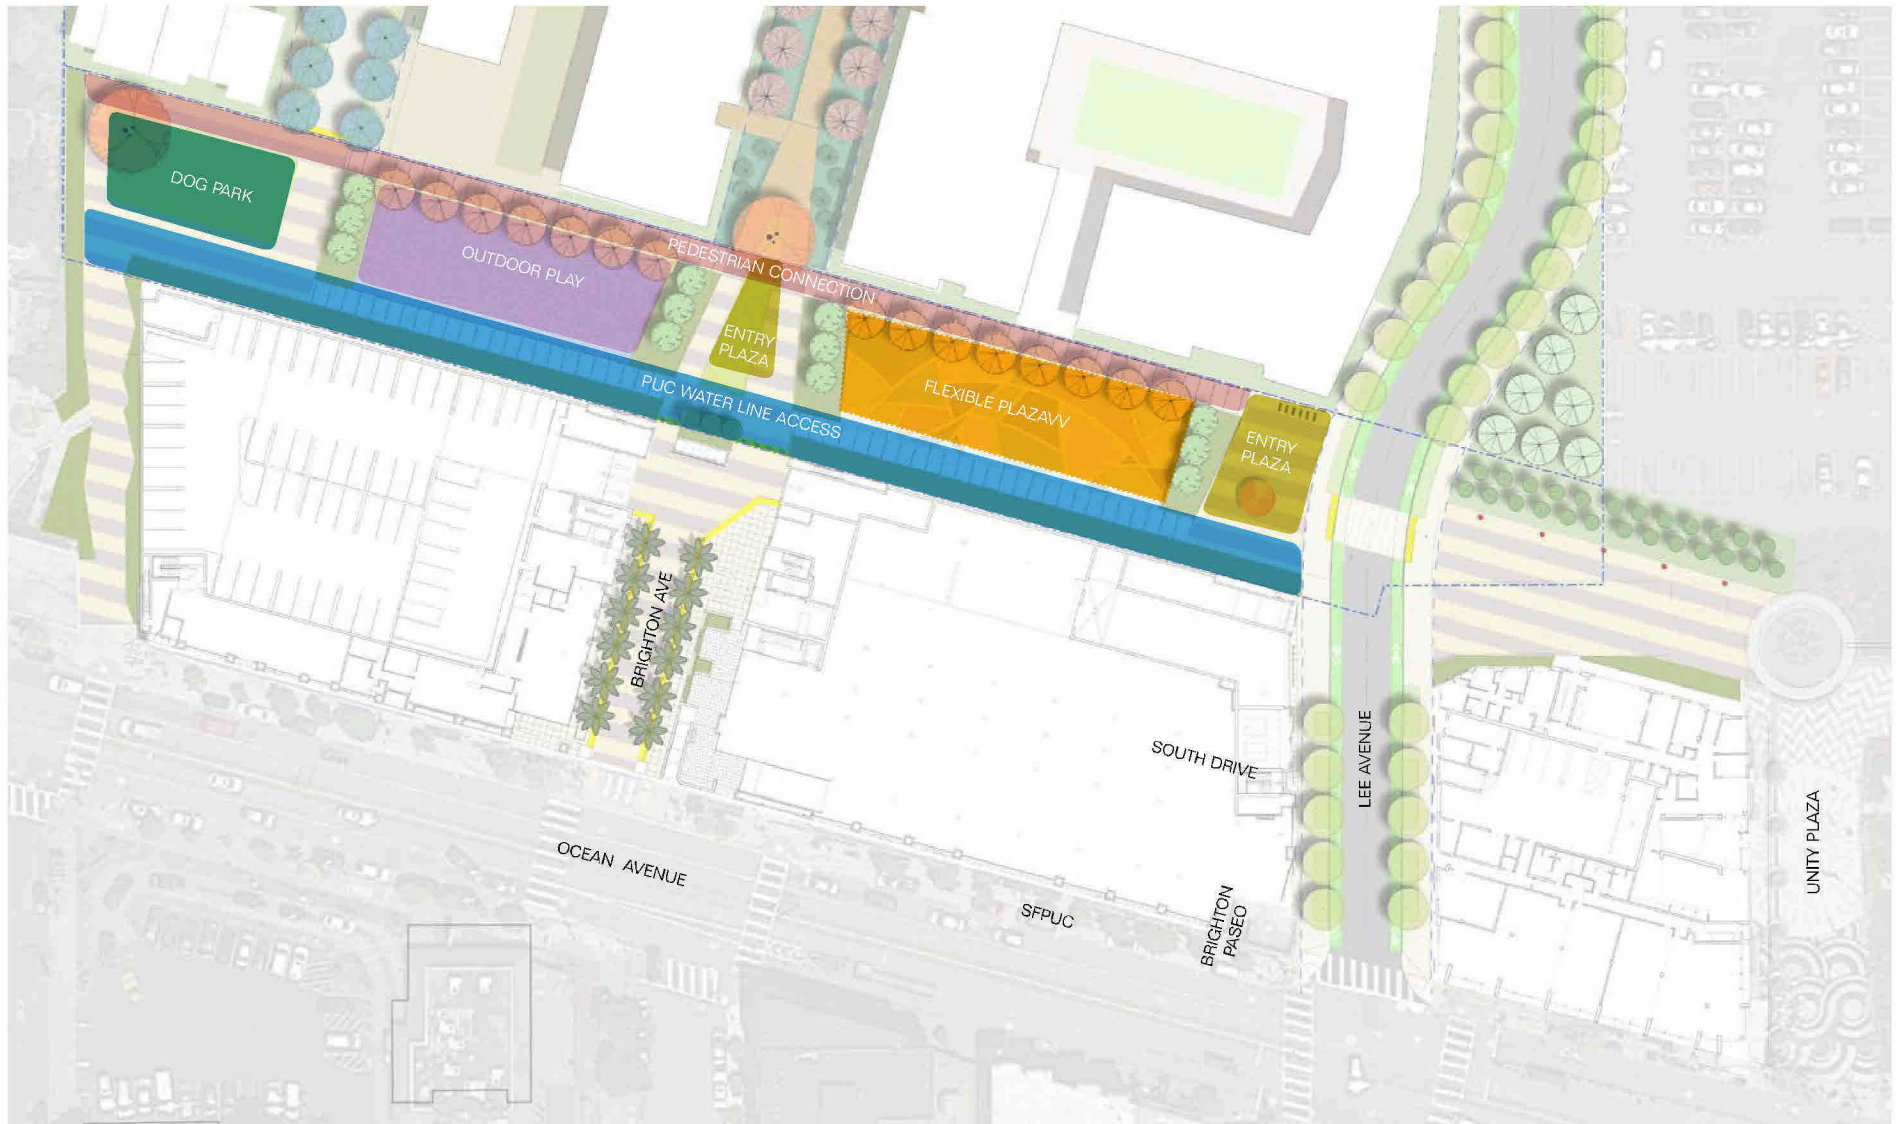 DOG PARK
OUTDOOR PLAY
PEDESTRIAN CONNECTION
ENTRY
PLAZA
PUC WATER LINE ACCESS
FLEXIBLE PLAZAVV
ENTRY
PLAZA
BRIGHTON AVE
SOUTH DRIVE
LEE AVENUE
UNITY PLAZA
OCEAN AVENUE
SFPUC
BRIGHTON
PASEO